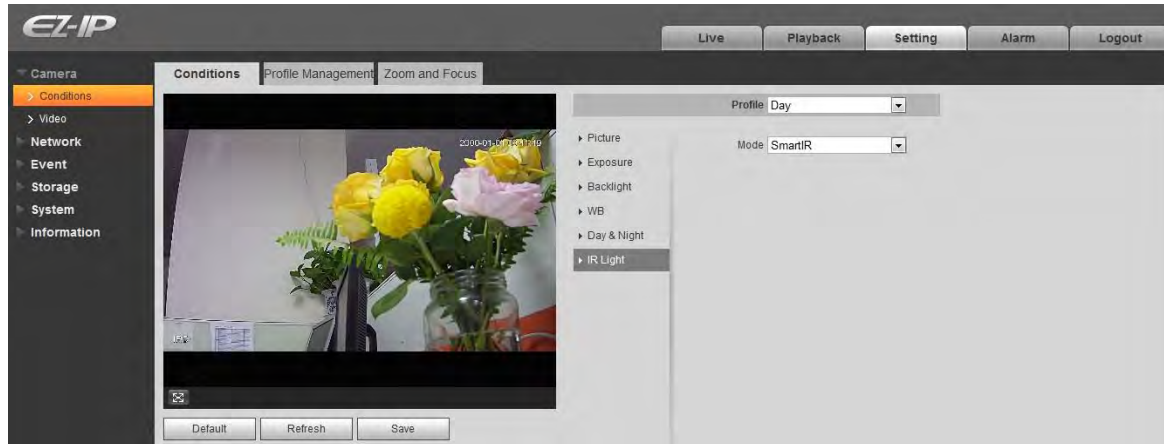 EZ-IP
Live
Playback
Setting
Alarm
Logout
Camera
Conditions
Video
Network
Event
Storage
System
Information
Conditions
Profile Management
Zoom and Focus
Profile Day
Picture
Exposure
Backlight
WB
Day & Night
IR Light
Mode SmartIR
Default
Refresh
Save